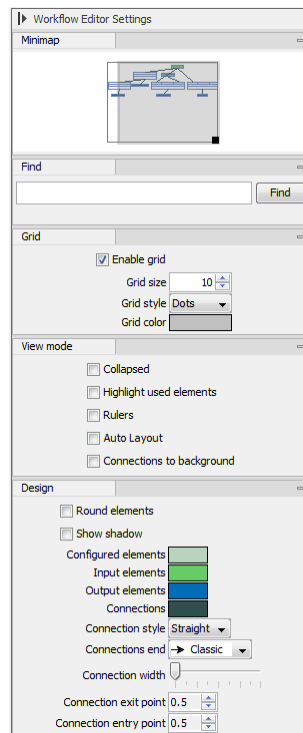 Workflow Editor Settings
Minimap
Find
Find
Grid
Enable grid
Grid size 10
Grid style Dots
Grid color
View mode
Collapsed
Highlight used elements
Rulers
Auto Layout
Connections to background
Design
Round elements
Show shadow
Configured elements
Input elements
Output elements
Connections
Connection style Straight
Connections end Classic
Connection width
Connection exit point 0.5
Connection entry point 0.5